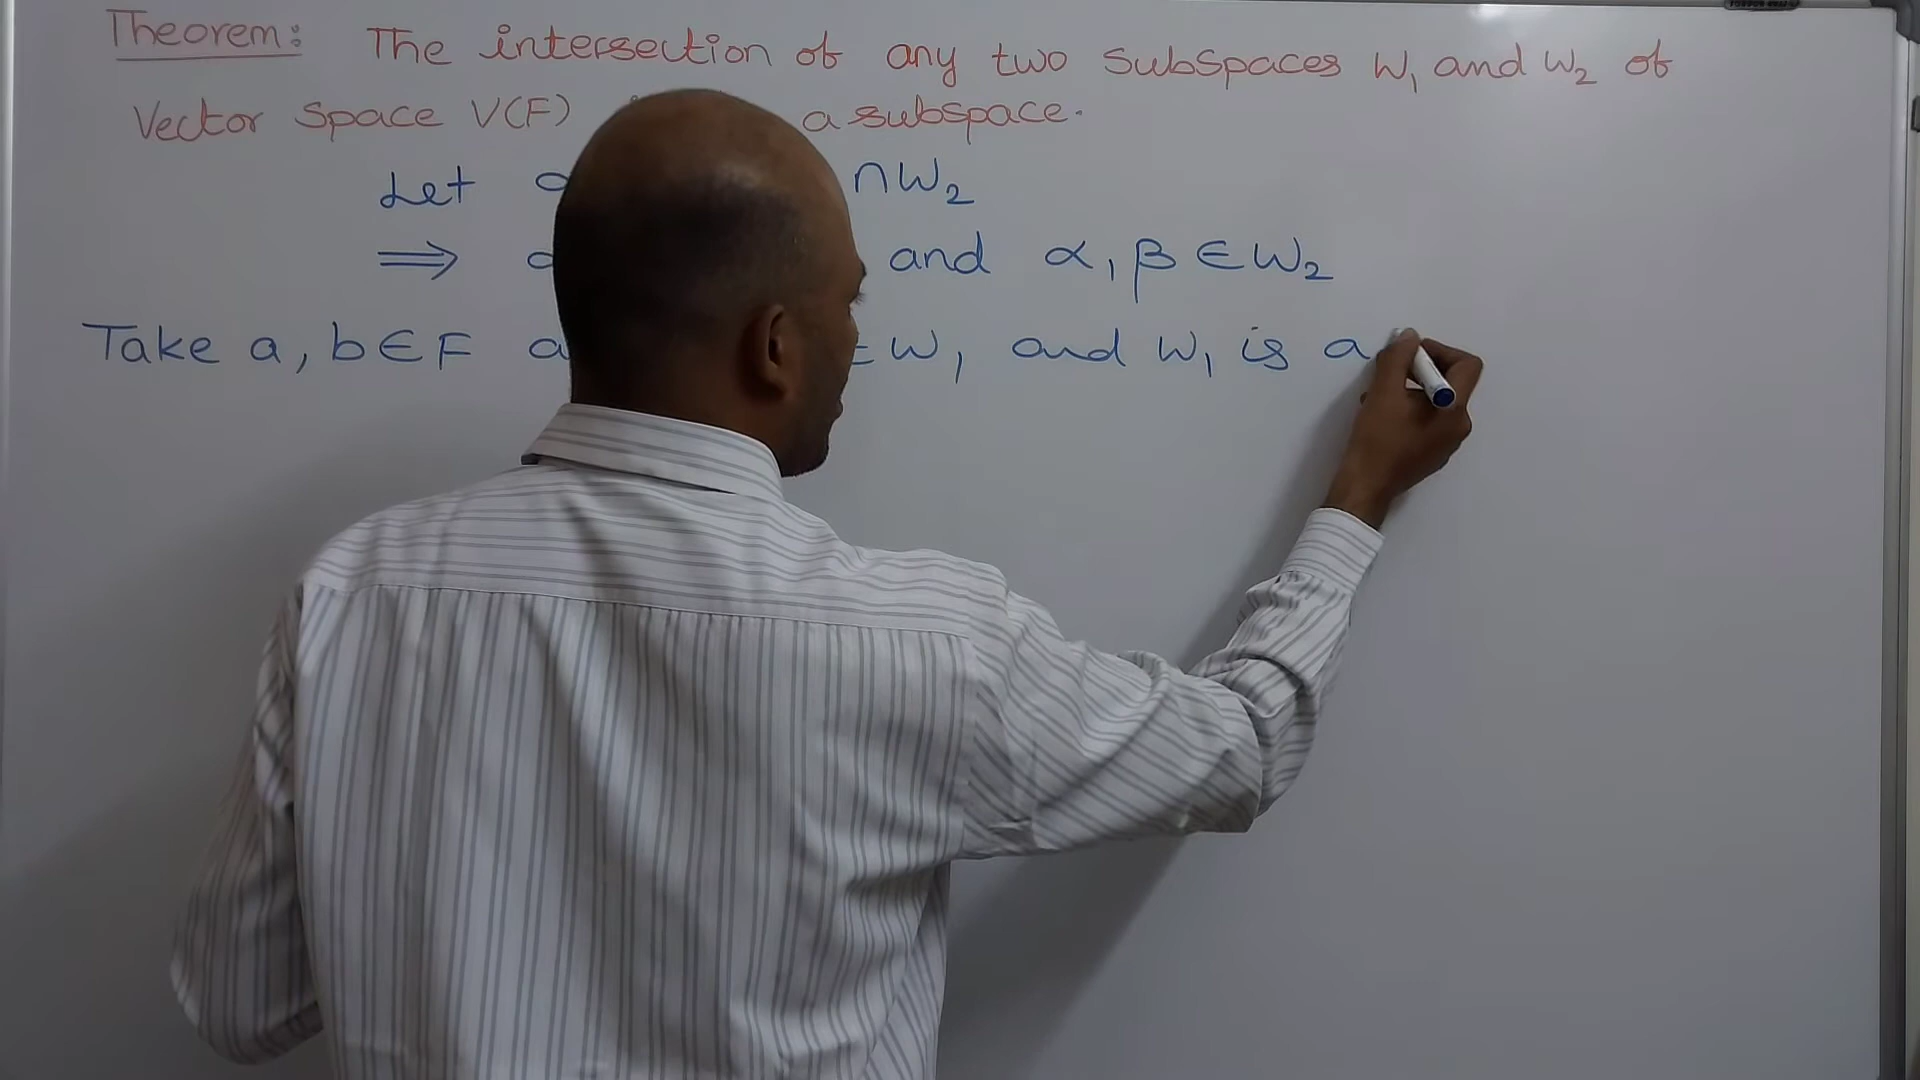 Theorem: The intersection of any two subspaces W₁ and W₂ of
Vector Space V(F) a subspace.
Let ∩W₂
⟹ and α, β ∈ W₂
Take a, b ∈ F ∈ W₁ and W₁ is a